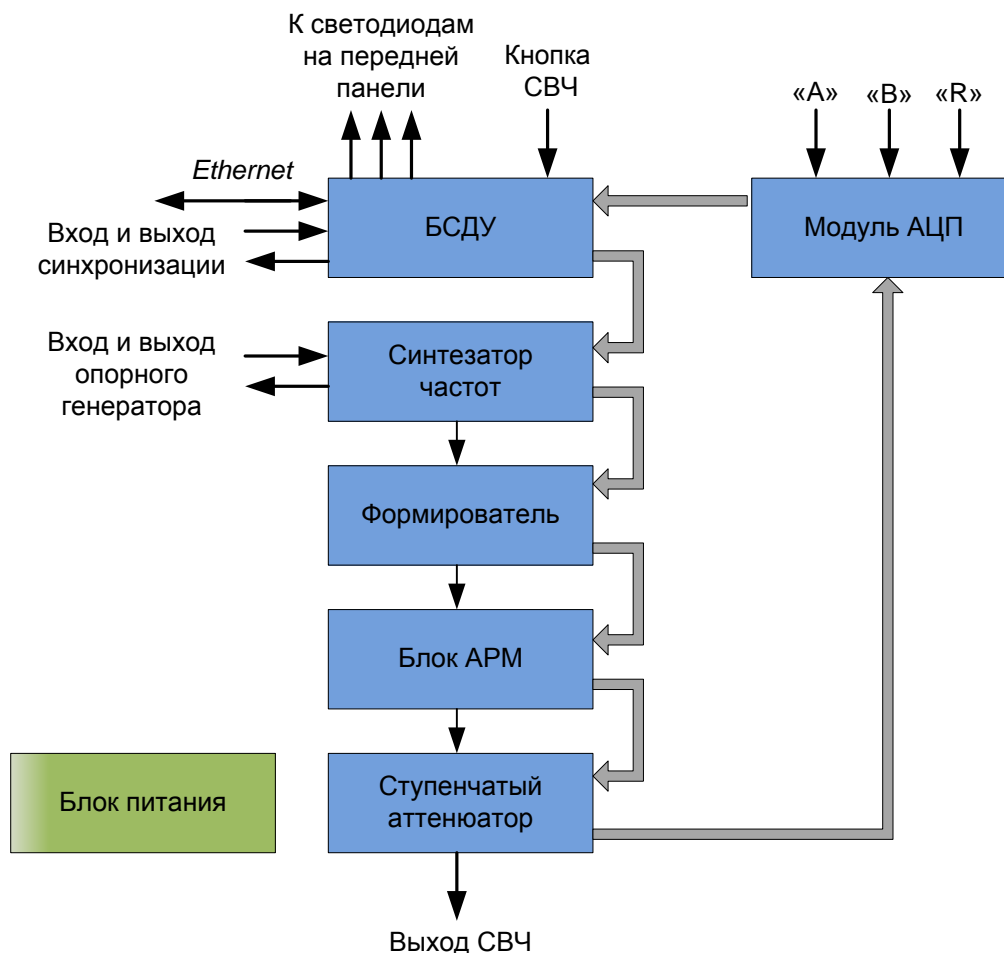 К светодиодам
на передней
панели
Кнопка
СВЧ
«A»
«B»
«R»
Ethernet
Вход и выход
синхронизации
БСДУ
Модуль АЦП
Вход и выход
опорного
генератора
Синтезатор
частот
Формирователь
Блок АРМ
Блок питания
Ступенчатый
аттенюатор
Выход СВЧ